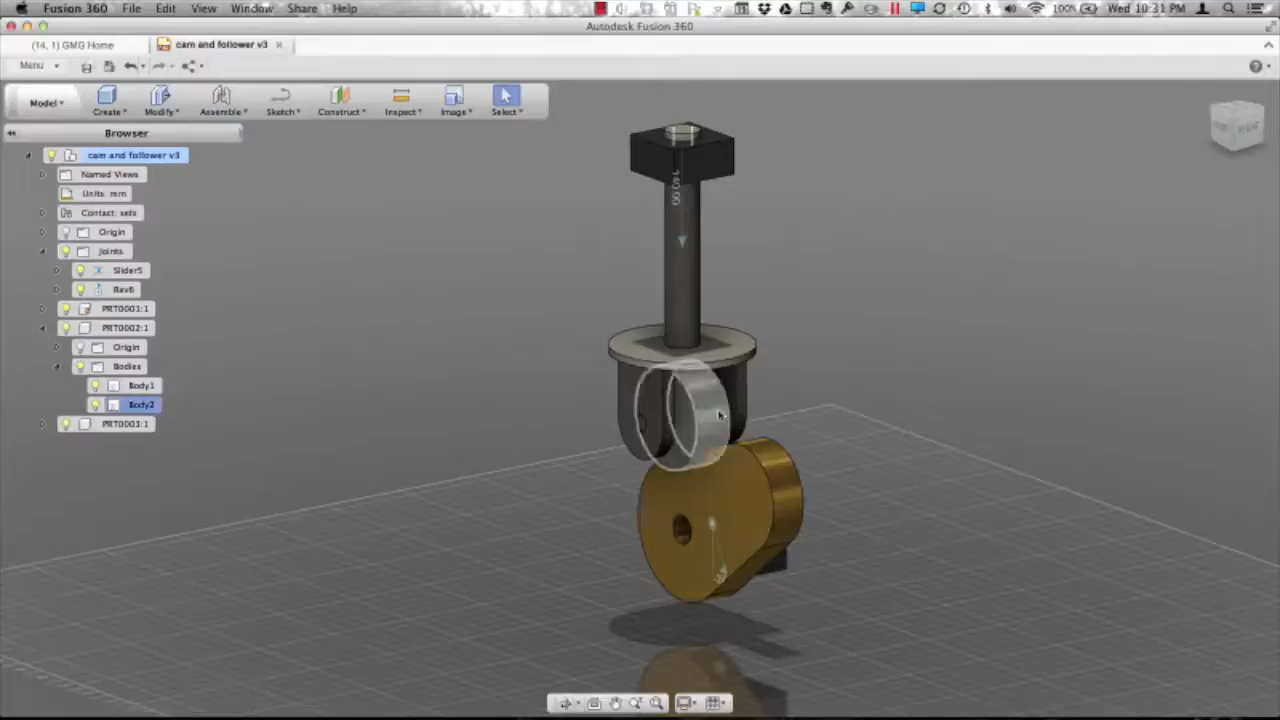 Fusion 360 File Edit View Window Share Help 100% Wed 10:31 PM
Autodesk Fusion 360
(14, 1) GMG Home cam and follower v3
Menu
Model Create Modify Assemble Sketch Construct Inspect Image Select
Browser
cam and follower v3
Named Views
Units: mm
Contact: sets
Origin
Joints
Slider5
Rev6
PRT0001:1
PRT0002:1
Origin
Bodies
Body1
Body2
PRT0003:1